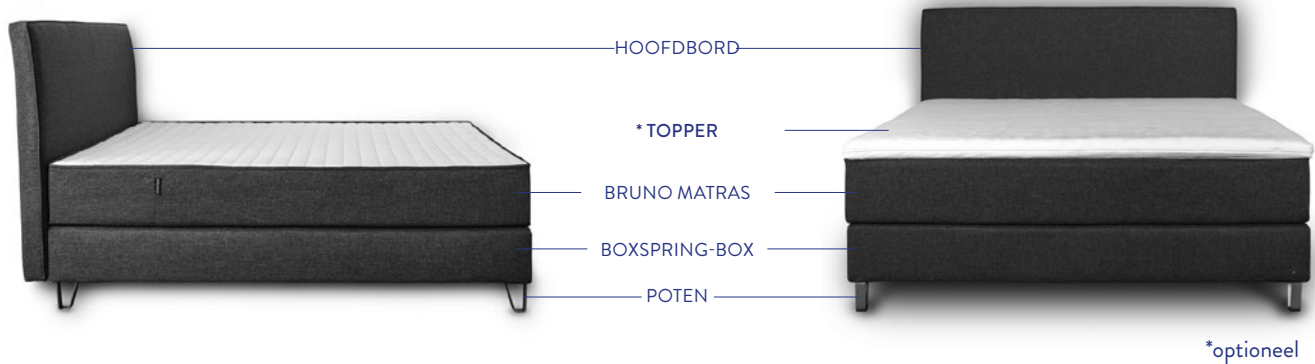 HOOFDBORD
* TOPPER
BRUNO MATRAS
BOXSPRING-BOX
POTEN
*optioneel